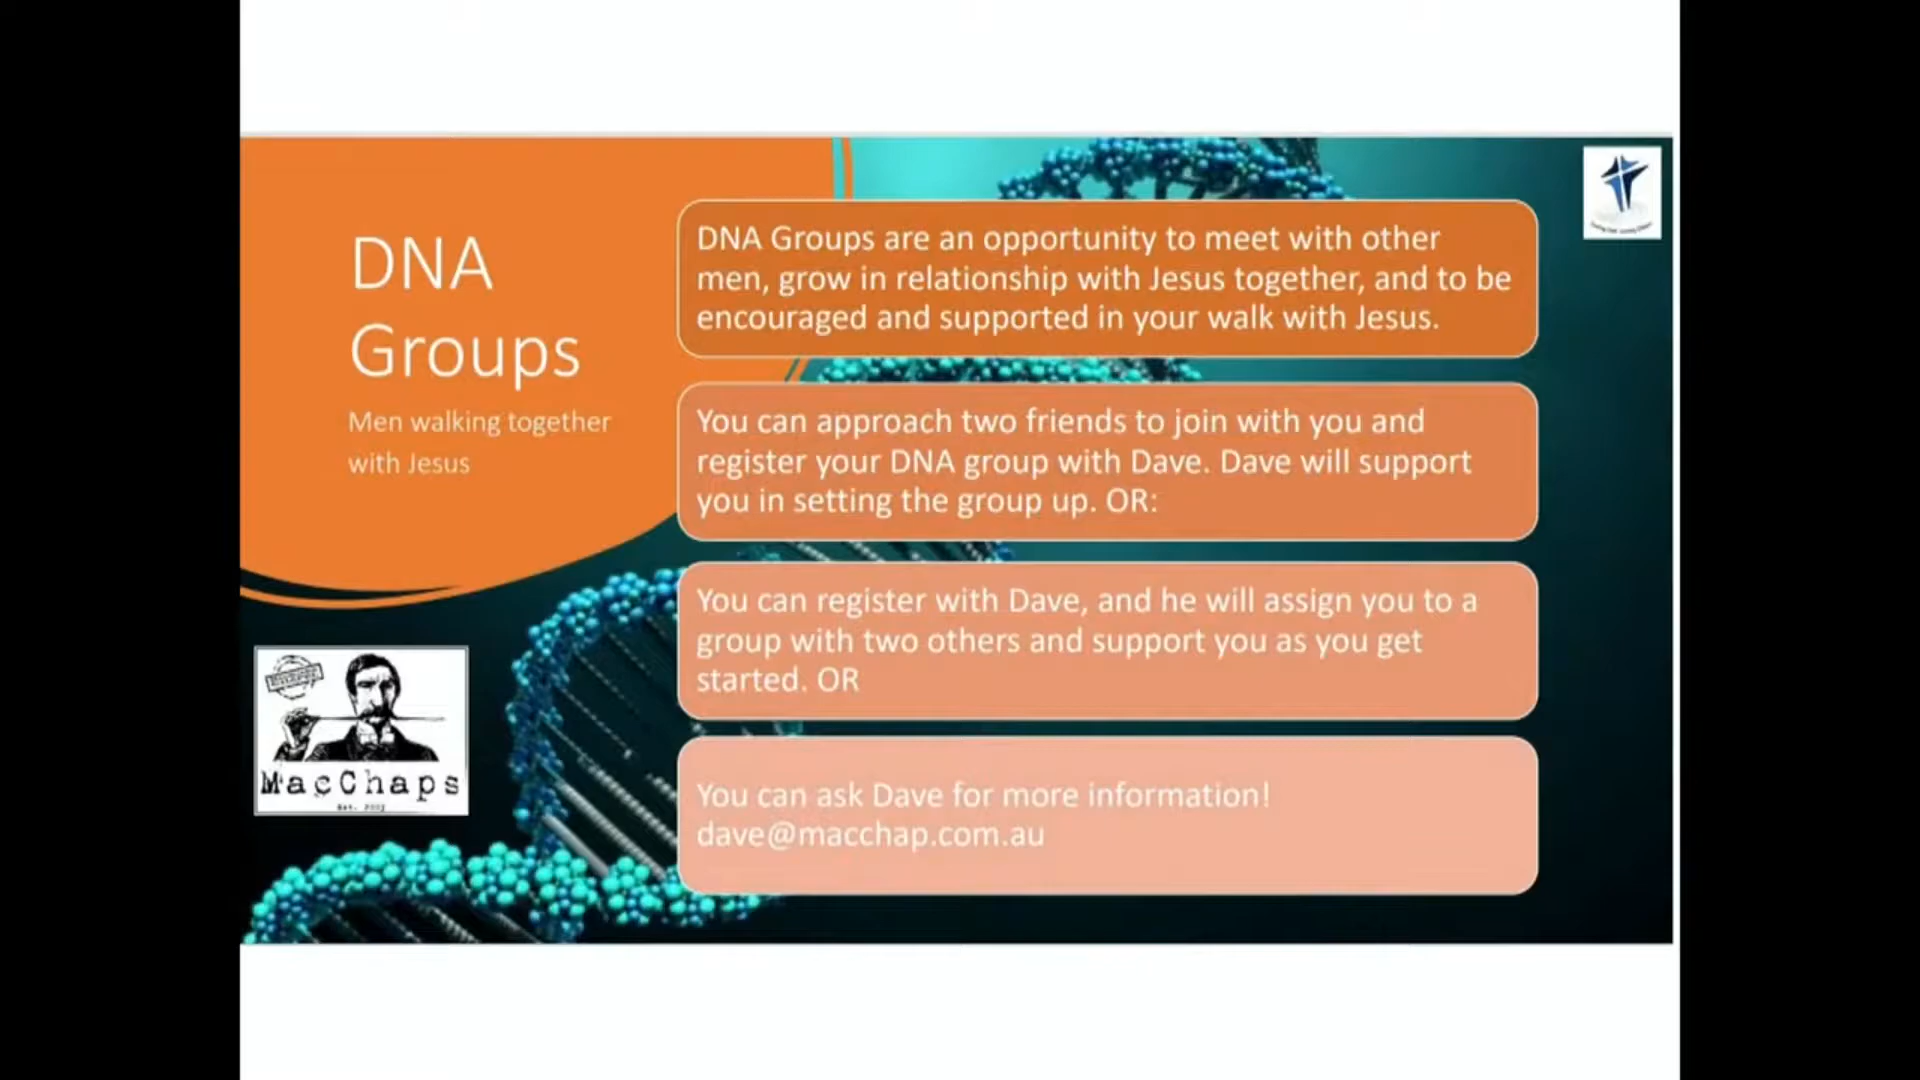 DNA
Groups
Men walking together
with Jesus
DNA Groups are an opportunity to meet with other
men, grow in relationship with Jesus together, and to be
encouraged and supported in your walk with Jesus.
You can approach two friends to join with you and
register your DNA group with Dave. Dave will support
you in setting the group up. OR:
You can register with Dave, and he will assign you to a
group with two others and support you as you get
started. OR
You can ask Dave for more information!
dave@macchap.com.au
MacChaps